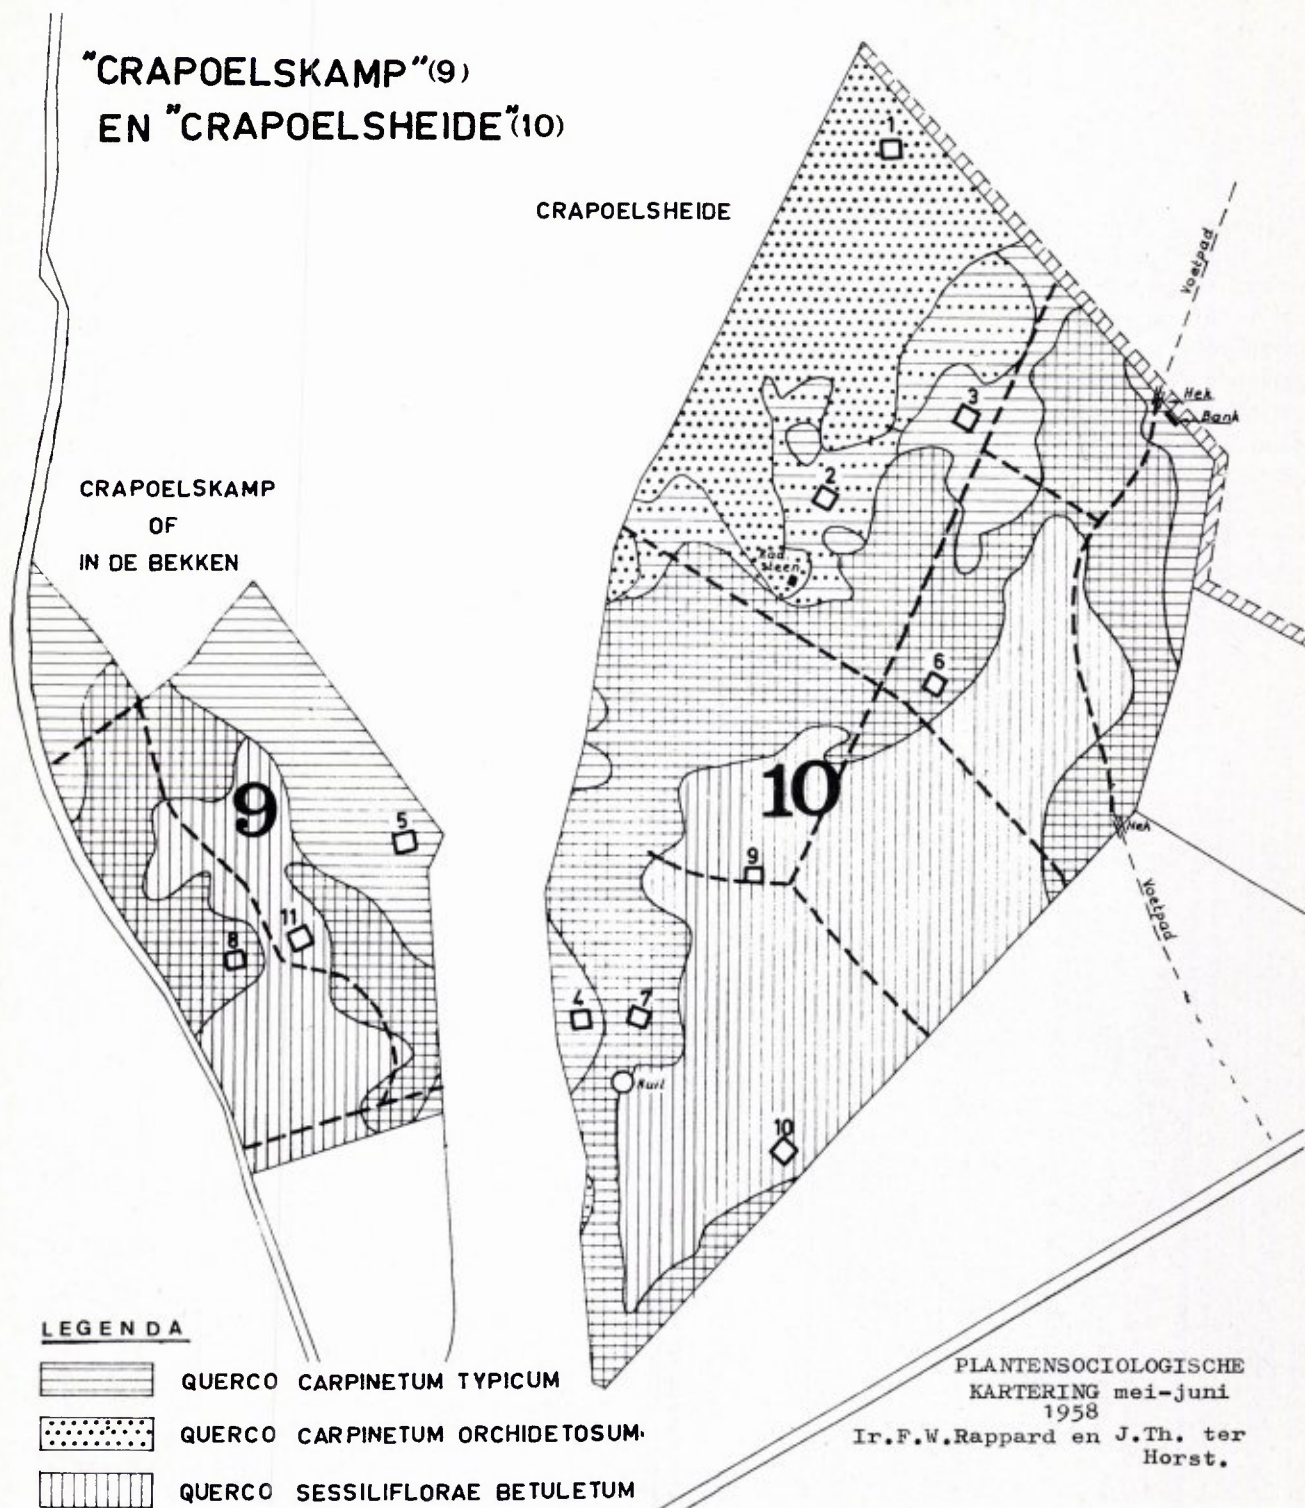 "CRAPOELSKAMP"(9)
EN "CRAPOELSHEIDE"(10)
CRAPOELSHEIDE
1
Voetpad
Hek
Bank
3
2
Kad.
Steen
CRAPOELSKAMP
OF
IN DE BEKKEN
6
9
10
5
9
Hek
Voetpad
11
8
4
7
Kuil
10
LEGENDA
QUERCO CARPINETUM TYPICUM
QUERCO CARPINETUM ORCHIDETOSUM.
QUERCO SESSILIFLORAE BETULETUM
PLANTENSOCIOLOGISCHE
KARTERING mei-juni
1958
Ir.F.W.Rappard en J.Th. ter
Horst.